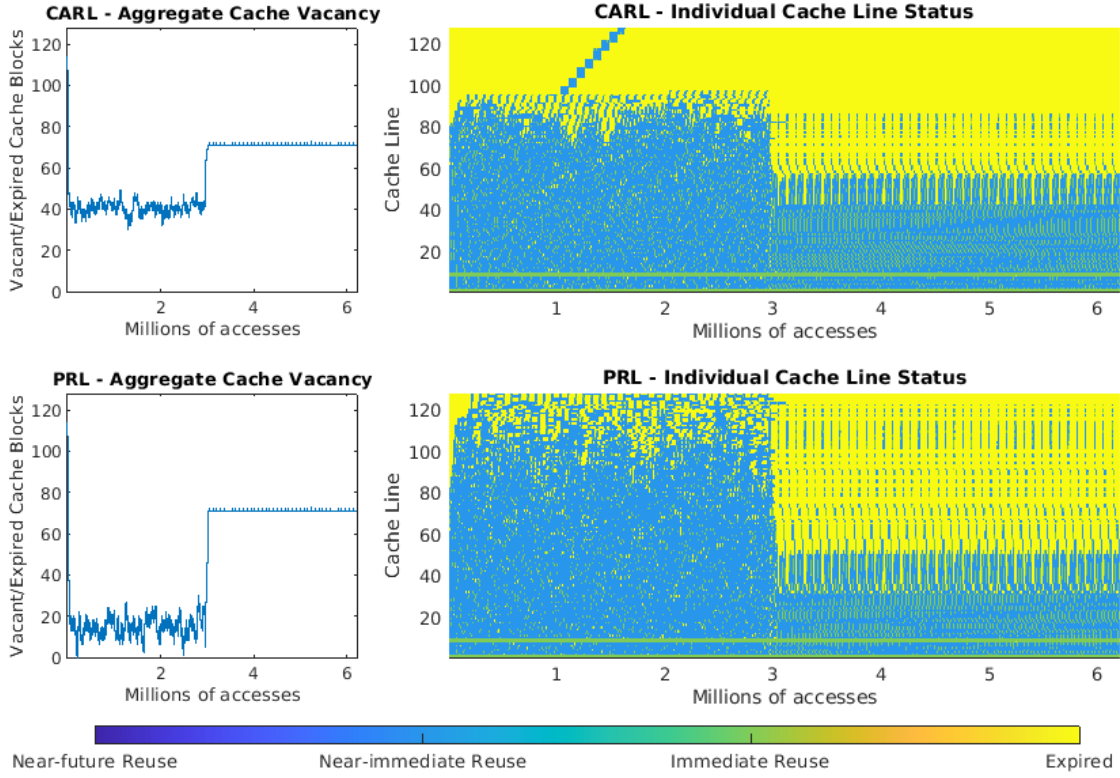 CARL - Aggregate Cache Vacancy
Vacant/Expired Cache Blocks
120
100
80
60
40
20
0
2 4 6
Millions of accesses
CARL - Individual Cache Line Status
Cache Line
120
100
80
60
40
20
1 2 3 4 5 6
Millions of accesses
PRL - Aggregate Cache Vacancy
Vacant/Expired Cache Blocks
120
100
80
60
40
20
0
2 4 6
Millions of accesses
PRL - Individual Cache Line Status
Cache Line
120
100
80
60
40
20
1 2 3 4 5 6
Millions of accesses
Near-future Reuse Near-immediate Reuse Immediate Reuse Expired